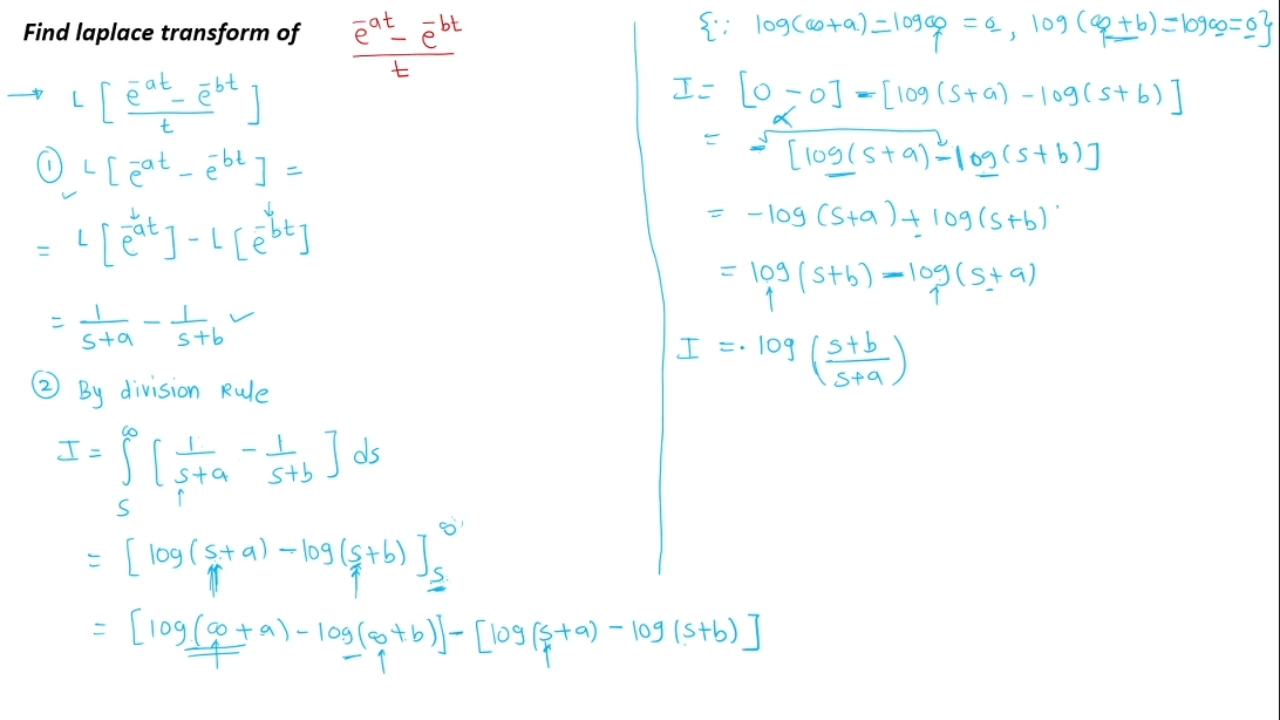 Find laplace transform of e^-at - e^-bt / t
→ L [ e^-at - e^-bt / t ]
① L [ e^-at - e^-bt ] =
= L [ e^-at ] - L [ e^-bt ]
= 1/s+a - 1/s+b ✓
② By division Rule
I = ∫_S^∞ [ 1/s+a - 1/s+b ] ds
= [ log(s+a) - log(s+b) ]_s^∞
= [log(∞+a) - log(∞+b)] - [log(s+a) - log(s+b)]
{∵ log(∞+a) = log∞ = 0, log(∞+b) = log∞ = 0}
I = [0 - 0] - [log(s+a) - log(s+b)]
= - [log(s+a) - log(s+b)]
= - log(s+a) + log(s+b)
= log(s+b) - log(s+a)
I = log (s+b / s+a)